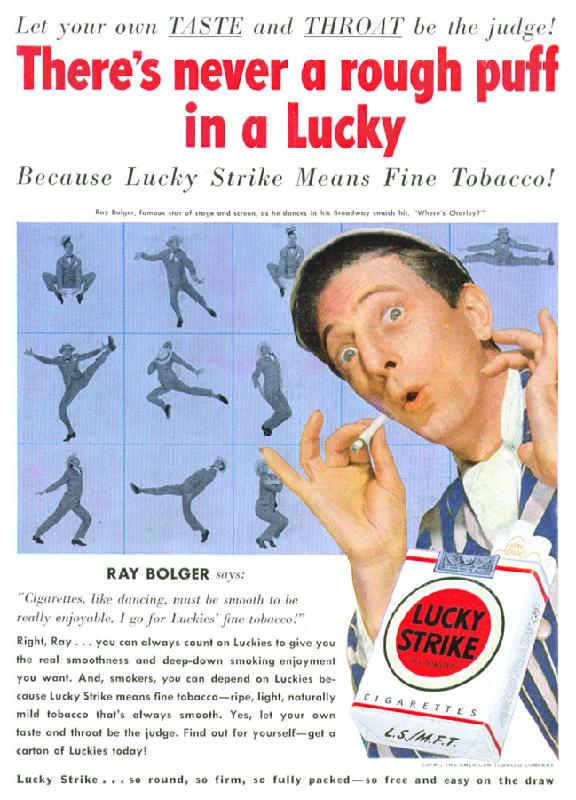 Let your own TASTE and THROAT be the judge!
There's never a rough puff
in a Lucky
Because Lucky Strike Means Fine Tobacco!
Ray Bolger, famous star of stage and screen, as he dances in his Broadway smash hit, "Where's Charley?"
RAY BOLGER says:
"Cigarettes, like dancing, must be smooth to be
really enjoyable. I go for Luckies' fine tobacco!"
Right, Ray . . . you can always count on Luckies to give you
the real smoothness and deep-down smoking enjoyment
you want. And, smokers, you can depend on Luckies be-
cause Lucky Strike means fine tobacco—ripe, light, naturally
mild tobacco that's always smooth. Yes, let your own
taste and throat be the judge. Find out for yourself—get a
carton of Luckies today!
LUCKY
STRIKE
"IT'S TOASTED"
CIGARETTES
L.S./M.F.T.
COPR., THE AMERICAN TOBACCO COMPANY
Lucky Strike . . . so round, so firm, so fully packed—so free and easy on the draw